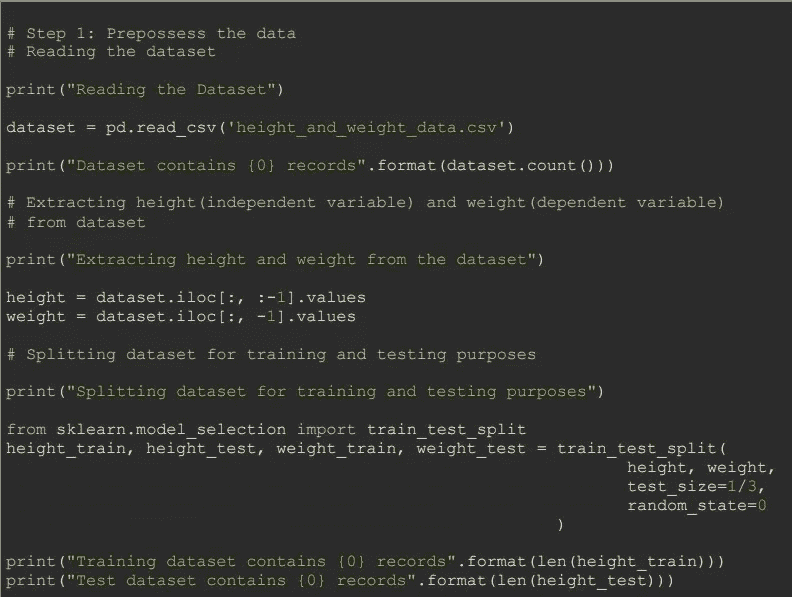 # Step 1: Prepossess the data
# Reading the dataset
print("Reading the Dataset")
dataset = pd.read_csv('height_and_weight_data.csv')
print("Dataset contains {0} records".format(dataset.count()))
# Extracting height(independent variable) and weight(dependent variable)
# from dataset
print("Extracting height and weight from the dataset")
height = dataset.iloc[:, :-1].values
weight = dataset.iloc[:, -1].values
# Splitting dataset for training and testing purposes
print("Splitting dataset for training and testing purposes")
from sklearn.model_selection import train_test_split
height_train, height_test, weight_train, weight_test = train_test_split(
height, weight,
test_size=1/3,
random_state=0
)
print("Training dataset contains {0} records".format(len(height_train)))
print("Test dataset contains {0} records".format(len(height_test)))